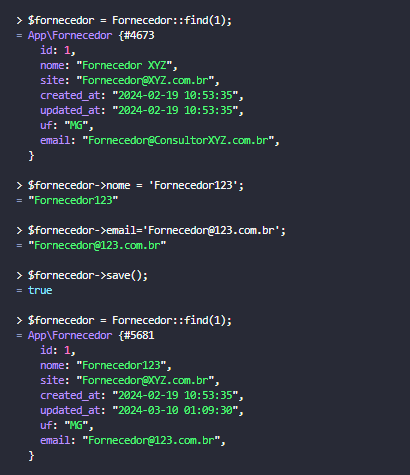 > $fornecedor = Fornecedor::find(1);
= App\Fornecedor {#4673
    id: 1,
    nome: "Fornecedor XYZ",
    site: "Fornecedor@XYZ.com.br",
    created_at: "2024-02-19 10:53:35",
    updated_at: "2024-02-19 10:53:35",
    uf: "MG",
    email: "Fornecedor@ConsultorXYZ.com.br",
  }
> $fornecedor->nome = 'Fornecedor123';
= "Fornecedor123"
> $fornecedor->email='Fornecedor@123.com.br';
= "Fornecedor@123.com.br"
> $fornecedor->save();
= true
> $fornecedor = Fornecedor::find(1);
= App\Fornecedor {#5681
    id: 1,
    nome: "Fornecedor123",
    site: "Fornecedor@XYZ.com.br",
    created_at: "2024-02-19 10:53:35",
    updated_at: "2024-03-10 01:09:30",
    uf: "MG",
    email: "Fornecedor@123.com.br",
  }